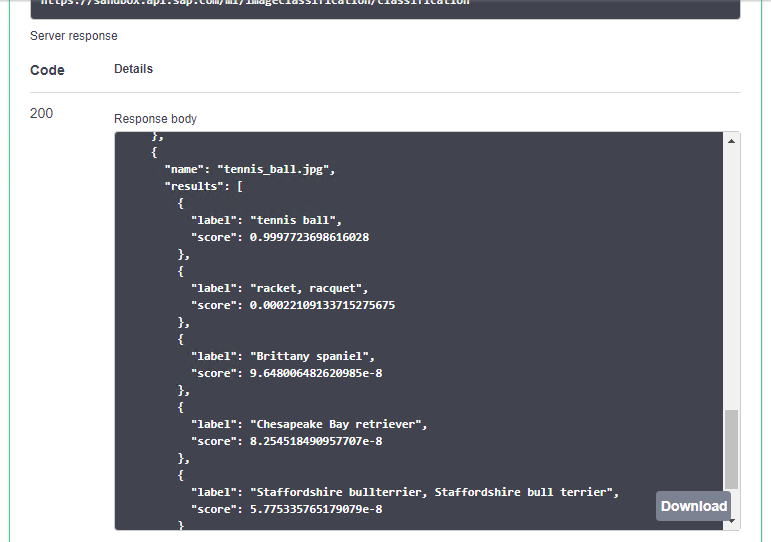 https://sandbox.api.sap.com/ml/imageclassification/classification
Server response
Code Details
200
Response body
},
{
"name": "tennis_ball.jpg",
"results": [
{
"label": "tennis ball",
"score": 0.9997723698616028
},
{
"label": "racket, racquet",
"score": 0.00022109133715275675
},
{
"label": "Brittany spaniel",
"score": 9.648006482620985e-8
},
{
"label": "Chesapeake Bay retriever",
"score": 8.254518490957707e-8
},
{
"label": "Staffordshire bullterrier, Staffordshire bull terrier",
"score": 5.775335765179079e-8
}
Download